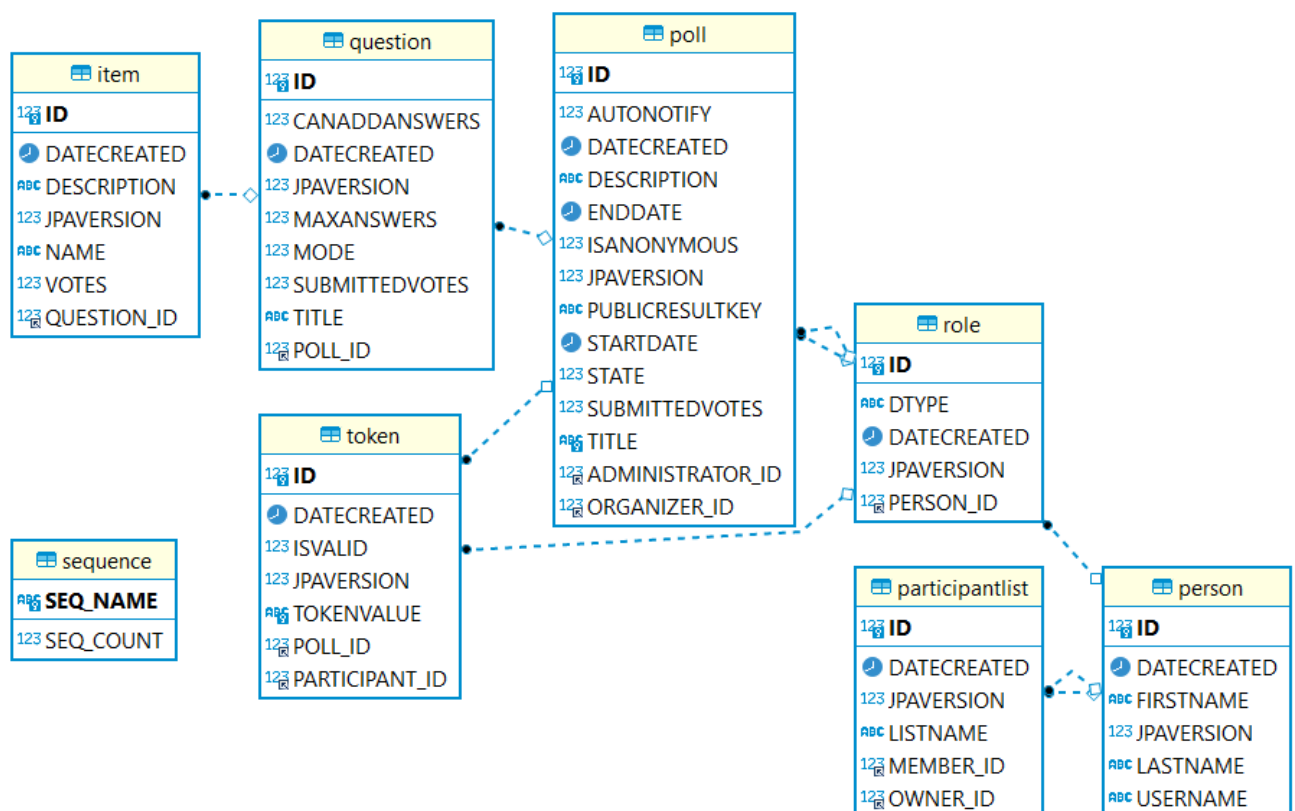 item
ID
DATECREATED
DESCRIPTION
JPAVERSION
NAME
VOTES
QUESTION_ID
question
ID
CANADDANSWERS
DATECREATED
JPAVERSION
MAXANSWERS
MODE
SUBMITTEDVOTES
TITLE
POLL_ID
poll
ID
AUTONOTIFY
DATECREATED
DESCRIPTION
ENDDATE
ISANONYMOUS
JPAVERSION
PUBLICRESULTKEY
STARTDATE
STATE
SUBMITTEDVOTES
TITLE
ADMINISTRATOR_ID
ORGANIZER_ID
role
ID
DTYPE
DATECREATED
JPAVERSION
PERSON_ID
token
ID
DATECREATED
ISVALID
JPAVERSION
TOKENVALUE
POLL_ID
PARTICIPANT_ID
sequence
SEQ_NAME
SEQ_COUNT
participantlist
ID
DATECREATED
JPAVERSION
LISTNAME
MEMBER_ID
OWNER_ID
person
ID
DATECREATED
FIRSTNAME
JPAVERSION
LASTNAME
USERNAME